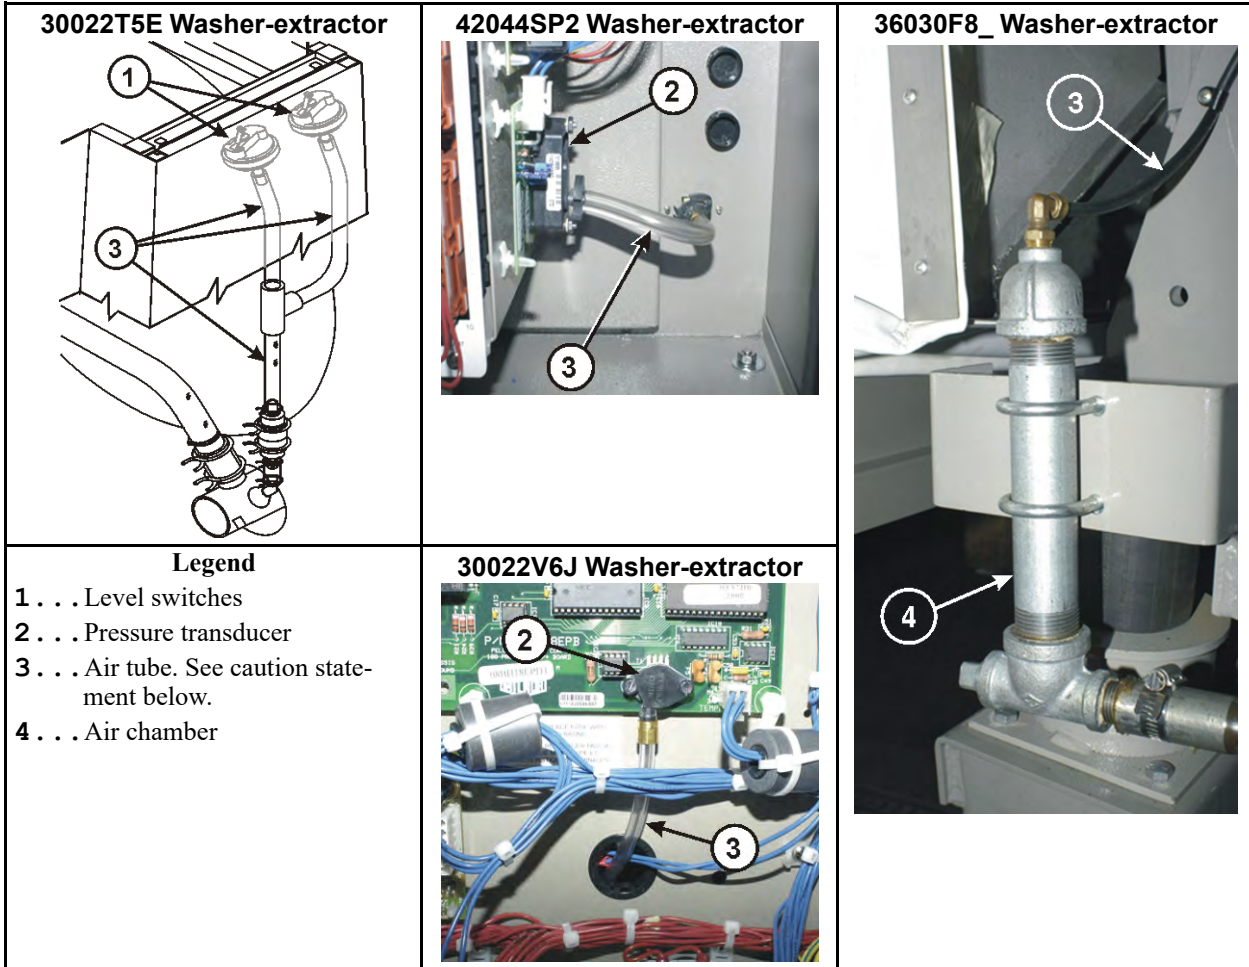 30022T5E Washer-extractor
1
3
42044SP2 Washer-extractor
2
3
36030F8_ Washer-extractor
3
4
Legend
1...Level switches
2...Pressure transducer
3...Air tube. See caution state-
ment below.
4...Air chamber
30022V6J Washer-extractor
2
3